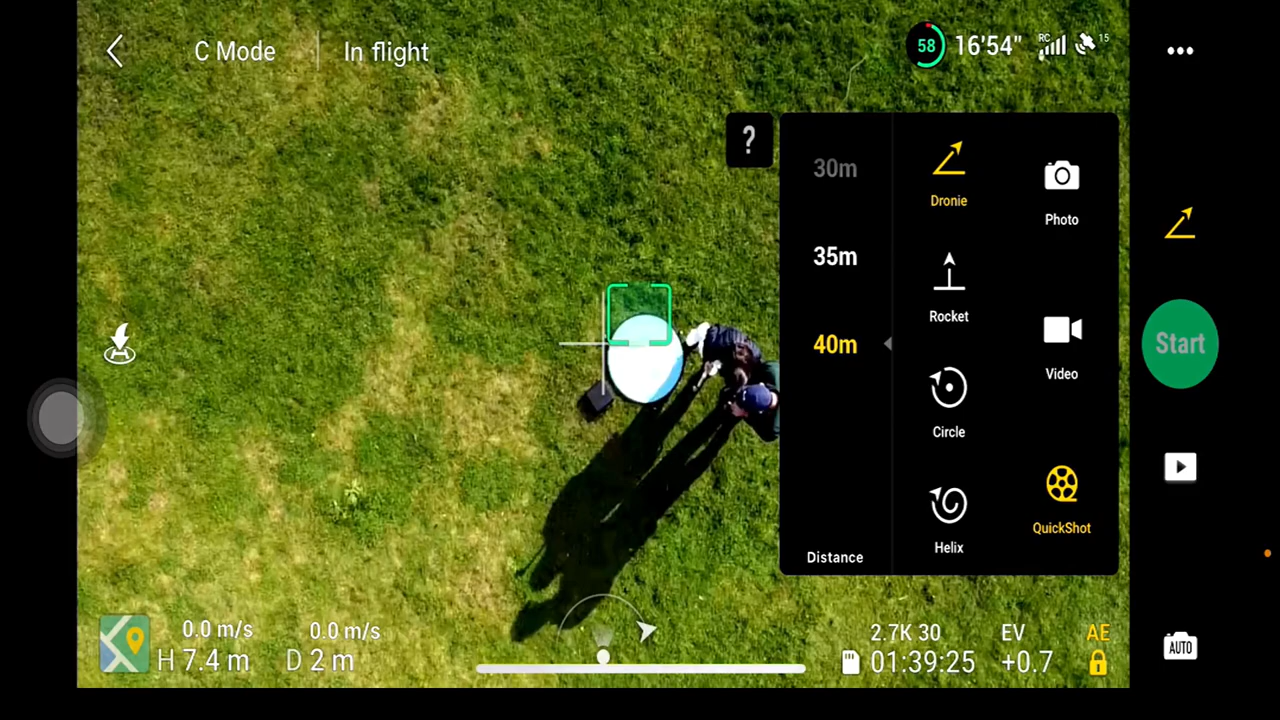 C Mode
In flight
58
16'54"
RC
15
?
30m
35m
40m
Distance
Dronie
Rocket
Circle
Helix
Photo
Video
QuickShot
Start
0.0 m/s
0.0 m/s
H 7.4 m
D 2 m
2.7K 30
EV
AE
01:39:25
+0.7
AUTO